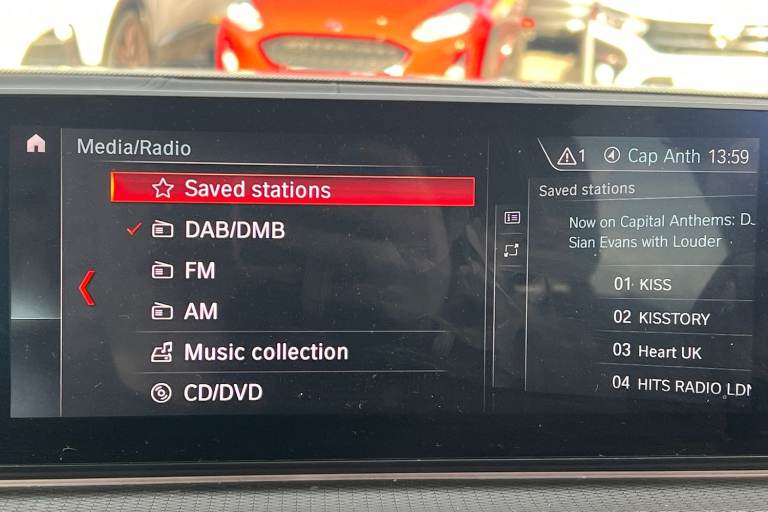 Media/Radio
Saved stations
DAB/DMB
FM
AM
Music collection
CD/DVD
1 Cap Anth 13:59
Saved stations
Now on Capital Anthems: D..
Sian Evans with Louder
01 KISS
02 KISSTORY
03 Heart UK
04 HITS RADIO LDN